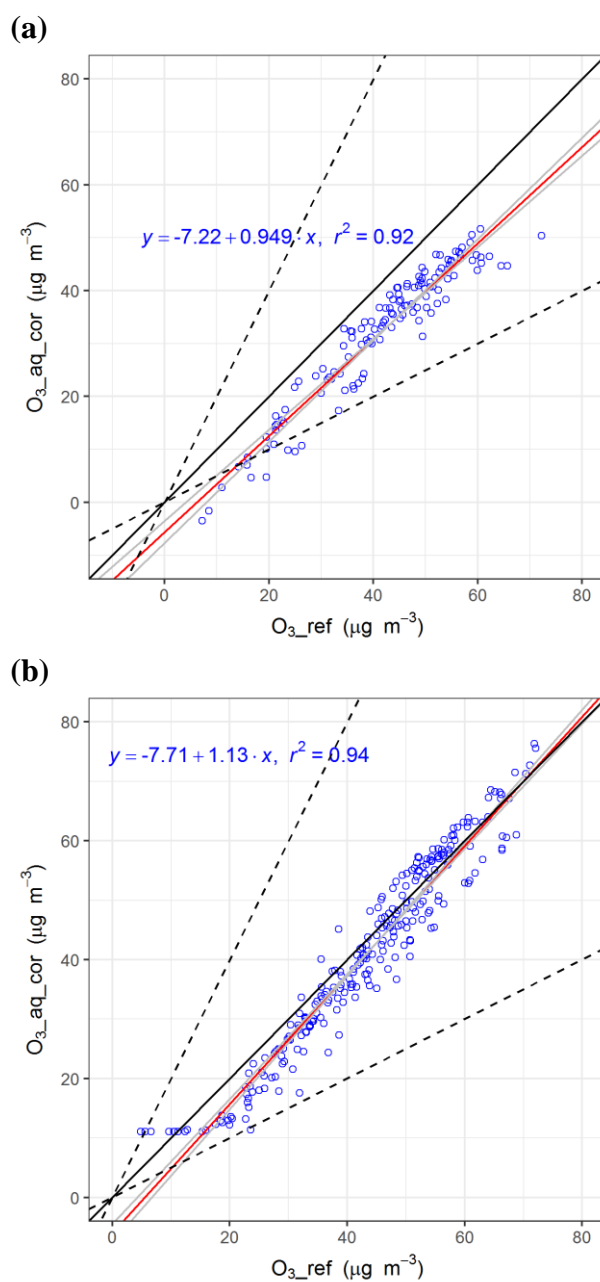 (a)
80
60
y = -7.22 + 0.949 · x, r² = 0.92
40
20
0
O₃_aq_cor (μg m⁻³)
0 20 40 60 80
O₃_ref (μg m⁻³)
(b)
80
y = -7.71 + 1.13 · x, r² = 0.94
60
40
20
0
O₃_aq_cor (μg m⁻³)
0 20 40 60 80
O₃_ref (μg m⁻³)